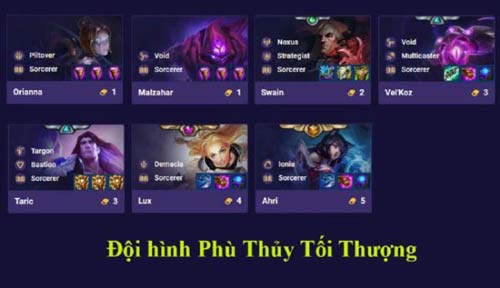 Piltover
Sorcerer
Orianna
1
Void
Sorcerer
Malzahar
1
Noxus
Strategist
Sorcerer
Swain
2
Void
Multicaster
Sorcerer
Vel'Koz
3
Targon
Bastion
Sorcerer
Taric
3
Demacia
Sorcerer
Lux
4
Ionia
Sorcerer
Ahri
5
Đội hình Phù Thủy Tối Thượng